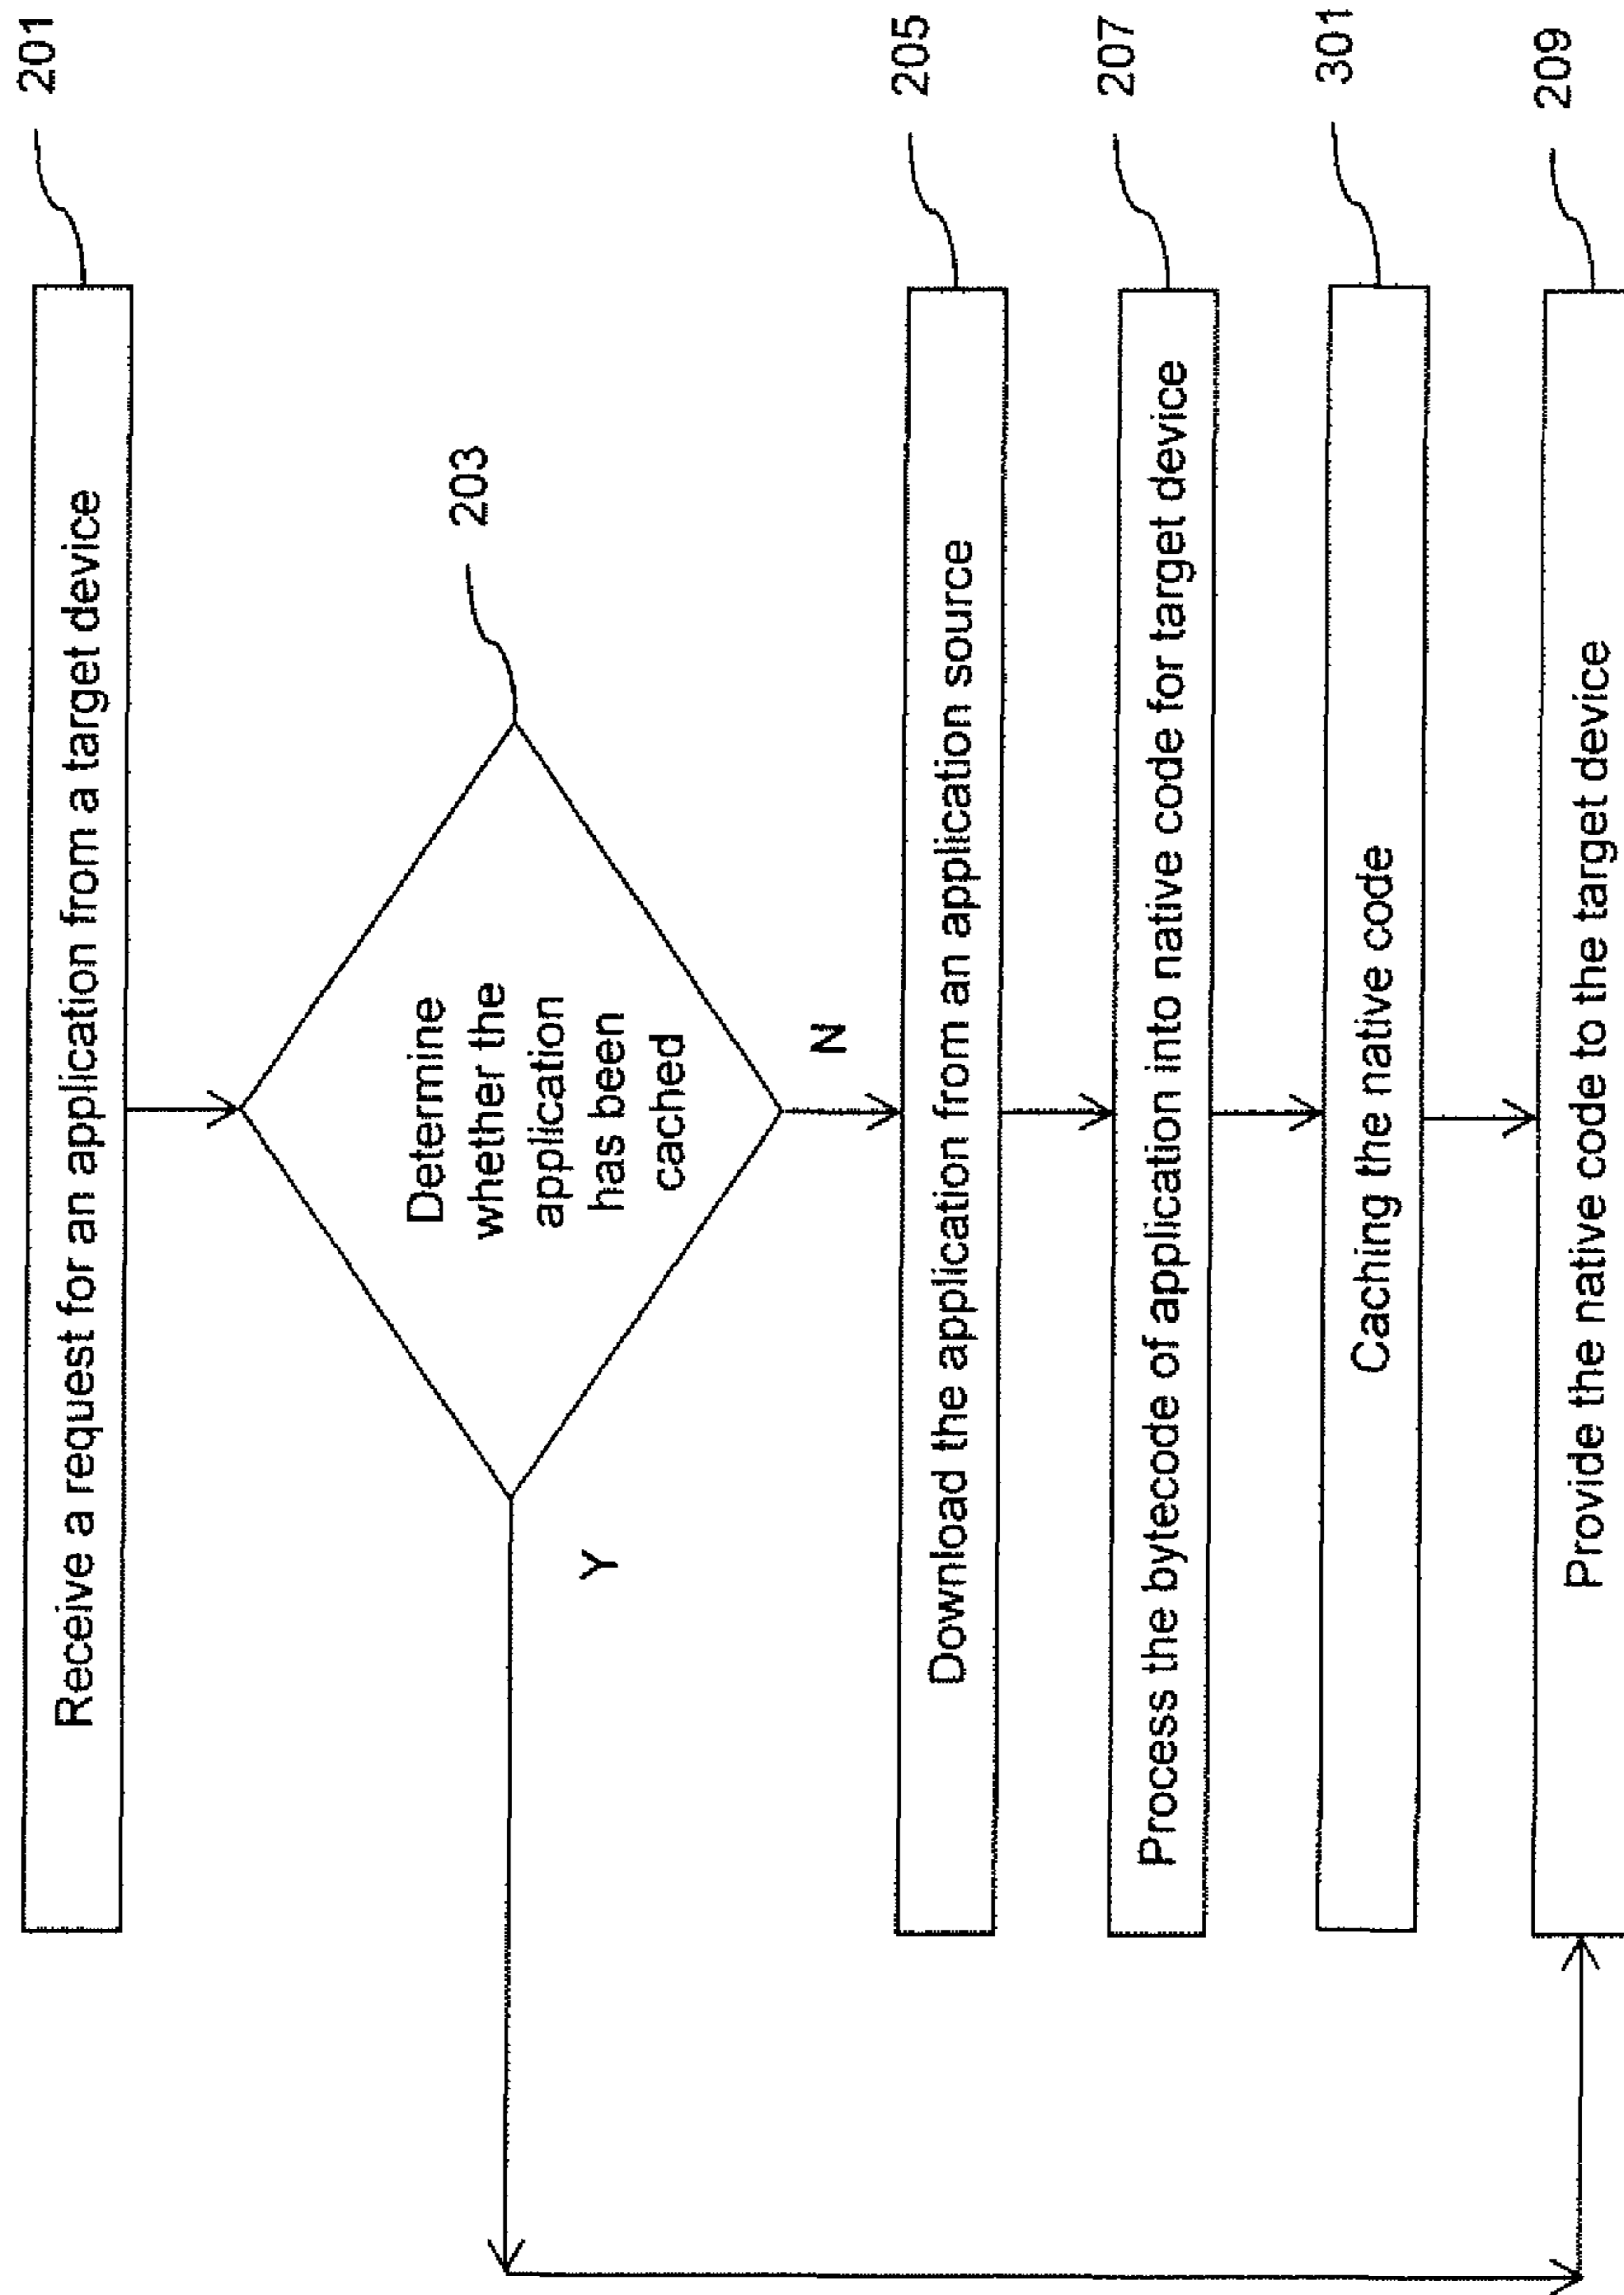 Receive a request for an application from a target device
201
Determine
whether the
application
has been
cached
203
Y
N
Download the application from an application source
205
Process the bytecode of application into native code for target device
207
Caching the native code
301
Provide the native code to the target device
209